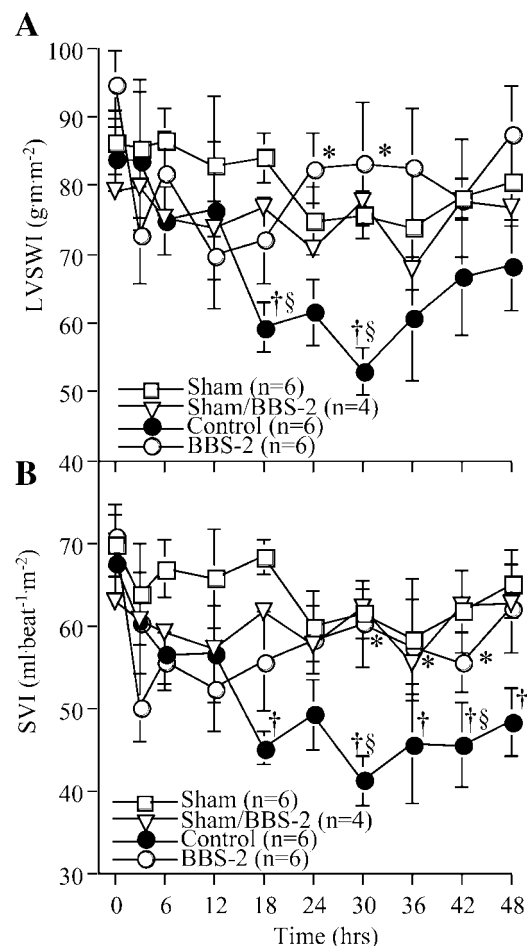 A
100
90
80
70
60
50
40
LVSWI (g·m·m-2)
*
*
†§
†§
Sham (n=6)
Sham/BBS-2 (n=4)
Control (n=6)
BBS-2 (n=6)
B
70
60
50
40
30
SVI (ml·beat-1·m-2)
*
*
*
†
†§
†
†§
†
Sham (n=6)
Sham/BBS-2 (n=4)
Control (n=6)
BBS-2 (n=6)
0 6 12 18 24 30 36 42 48
Time (hrs)